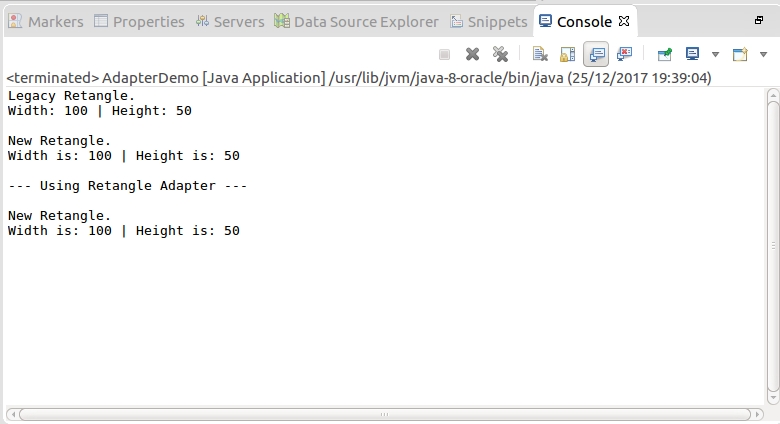 Markers Properties Servers Data Source Explorer Snippets Console
<terminated> AdapterDemo [Java Application] /usr/lib/jvm/java-8-oracle/bin/java (25/12/2017 19:39:04)
Legacy Retangle.
Width: 100 | Height: 50
New Retangle.
Width is: 100 | Height is: 50
--- Using Retangle Adapter ---
New Retangle.
Width is: 100 | Height is: 50